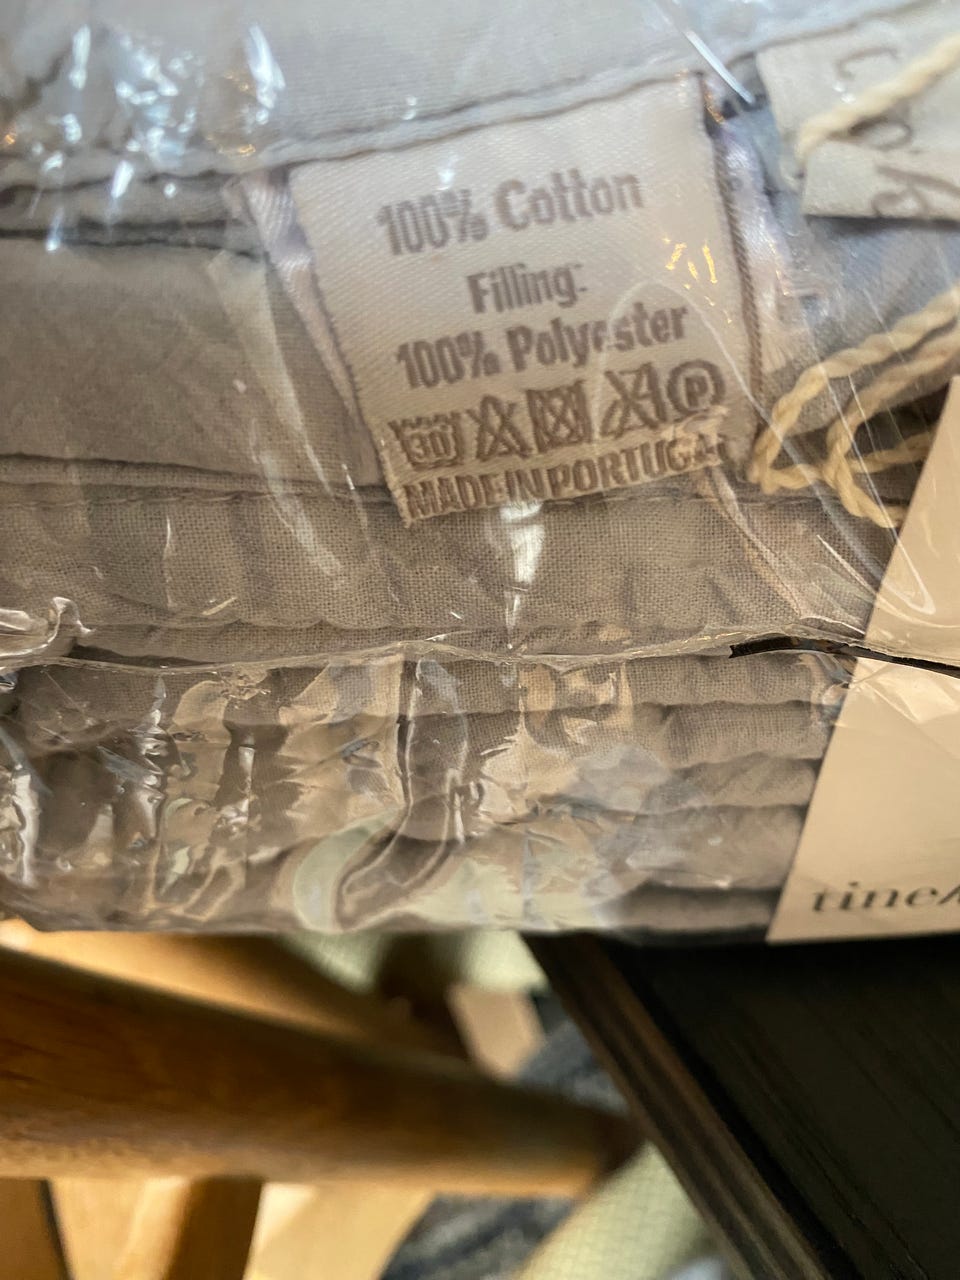 100% Cotton
Filling:
100% Polyester
30 P
MADE IN PORTUGAL
tine